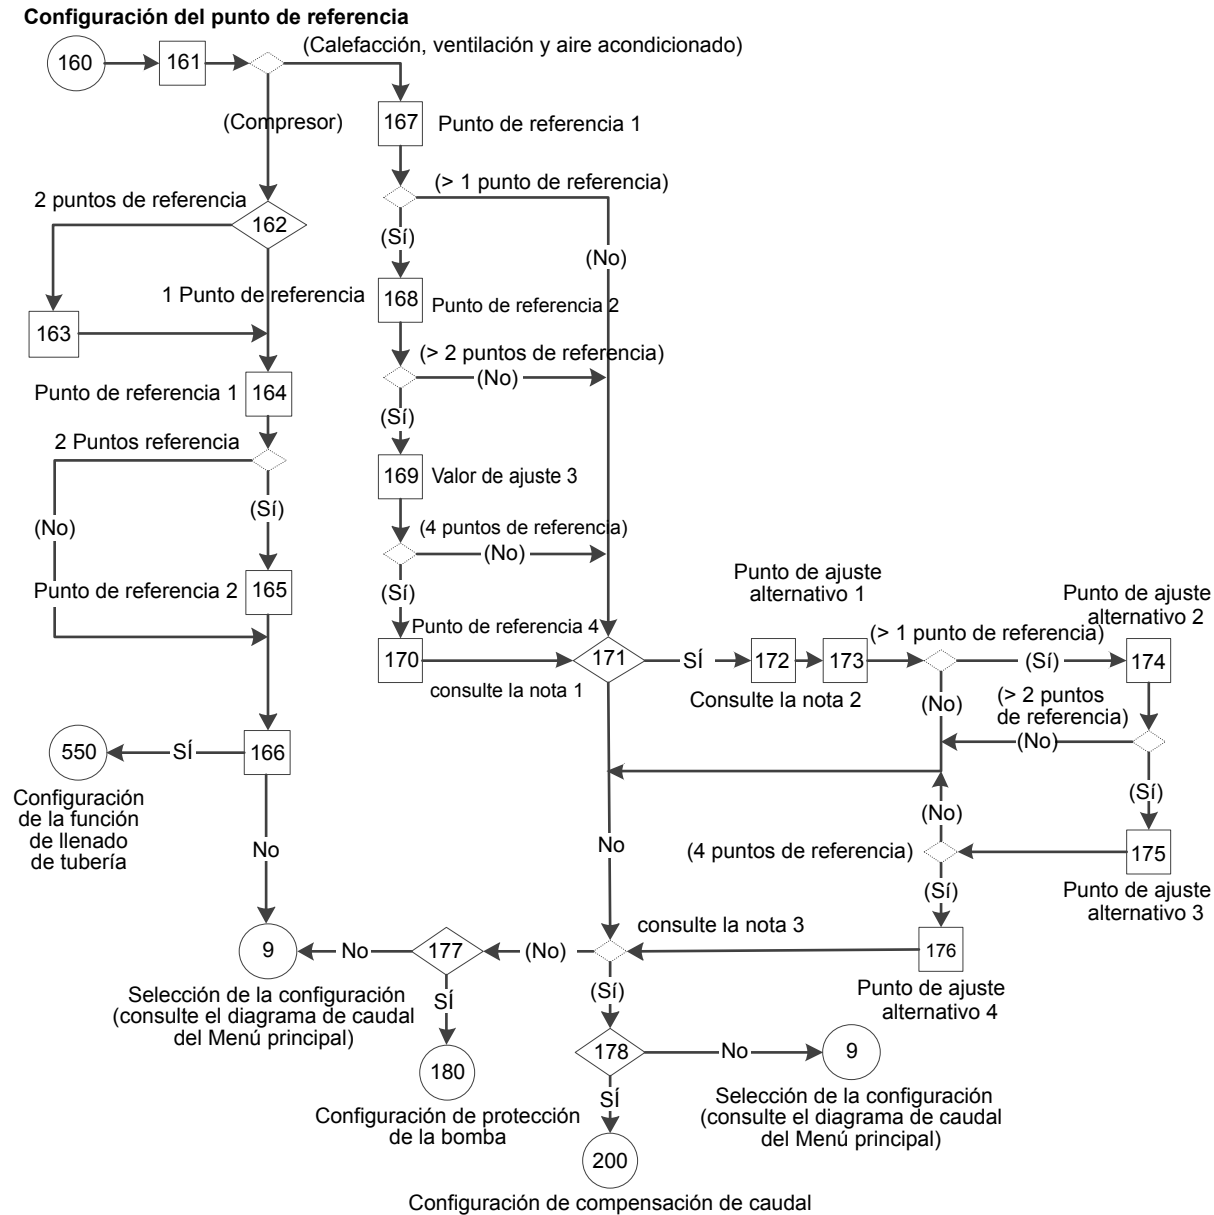 Configuración del punto de referencia
(Calefacción, ventilación y aire acondicionado)
160
161
(Compresor)
167
Punto de referencia 1
2 puntos de referencia
(> 1 punto de referencia)
162
(Sí)
(No)
1 Punto de referencia
168
Punto de referencia 2
163
(> 2 puntos de referencia)
(No)
Punto de referencia 1
164
(Sí)
2 Puntos referencia
169
Valor de ajuste 3
(Sí)
(No)
(4 puntos de referencia)
(No)
Punto de referencia 2
165
(Sí)
Punto de ajuste
alternativo 1
Punto de ajuste
alternativo 2
Punto de referencia 4
(> 1 punto de referencia)
170
171
SÍ
172
173
(Sí)
174
consulte la nota 1
Consulte la nota 2
(No)
(> 2 puntos
de referencia)
(No)
550
SÍ
166
(Sí)
Configuración
de la función
de llenado
de tubería
(No)
No
No
(4 puntos de referencia)
175
(Sí)
Punto de ajuste
alternativo 3
consulte la nota 3
9
No
177
(No)
176
Selección de la configuración
(consulte el diagrama de caudal
del Menú principal)
SÍ
(Sí)
Punto de ajuste
alternativo 4
178
No
9
180
Configuración de protección
de la bomba
SÍ
Selección de la configuración
(consulte el diagrama de caudal
del Menú principal)
200
Configuración de compensación de caudal